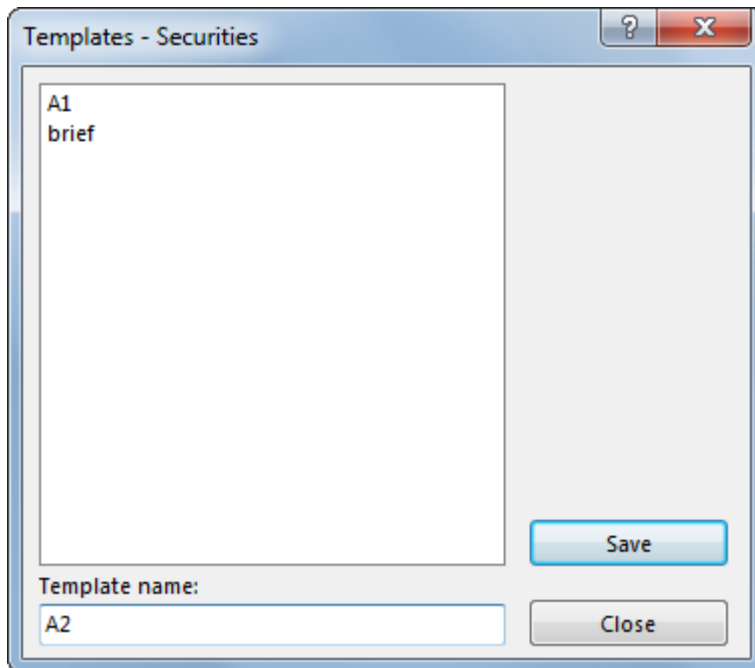 Templates - Securities
?
A1
brief
Save
Template name:
A2
Close